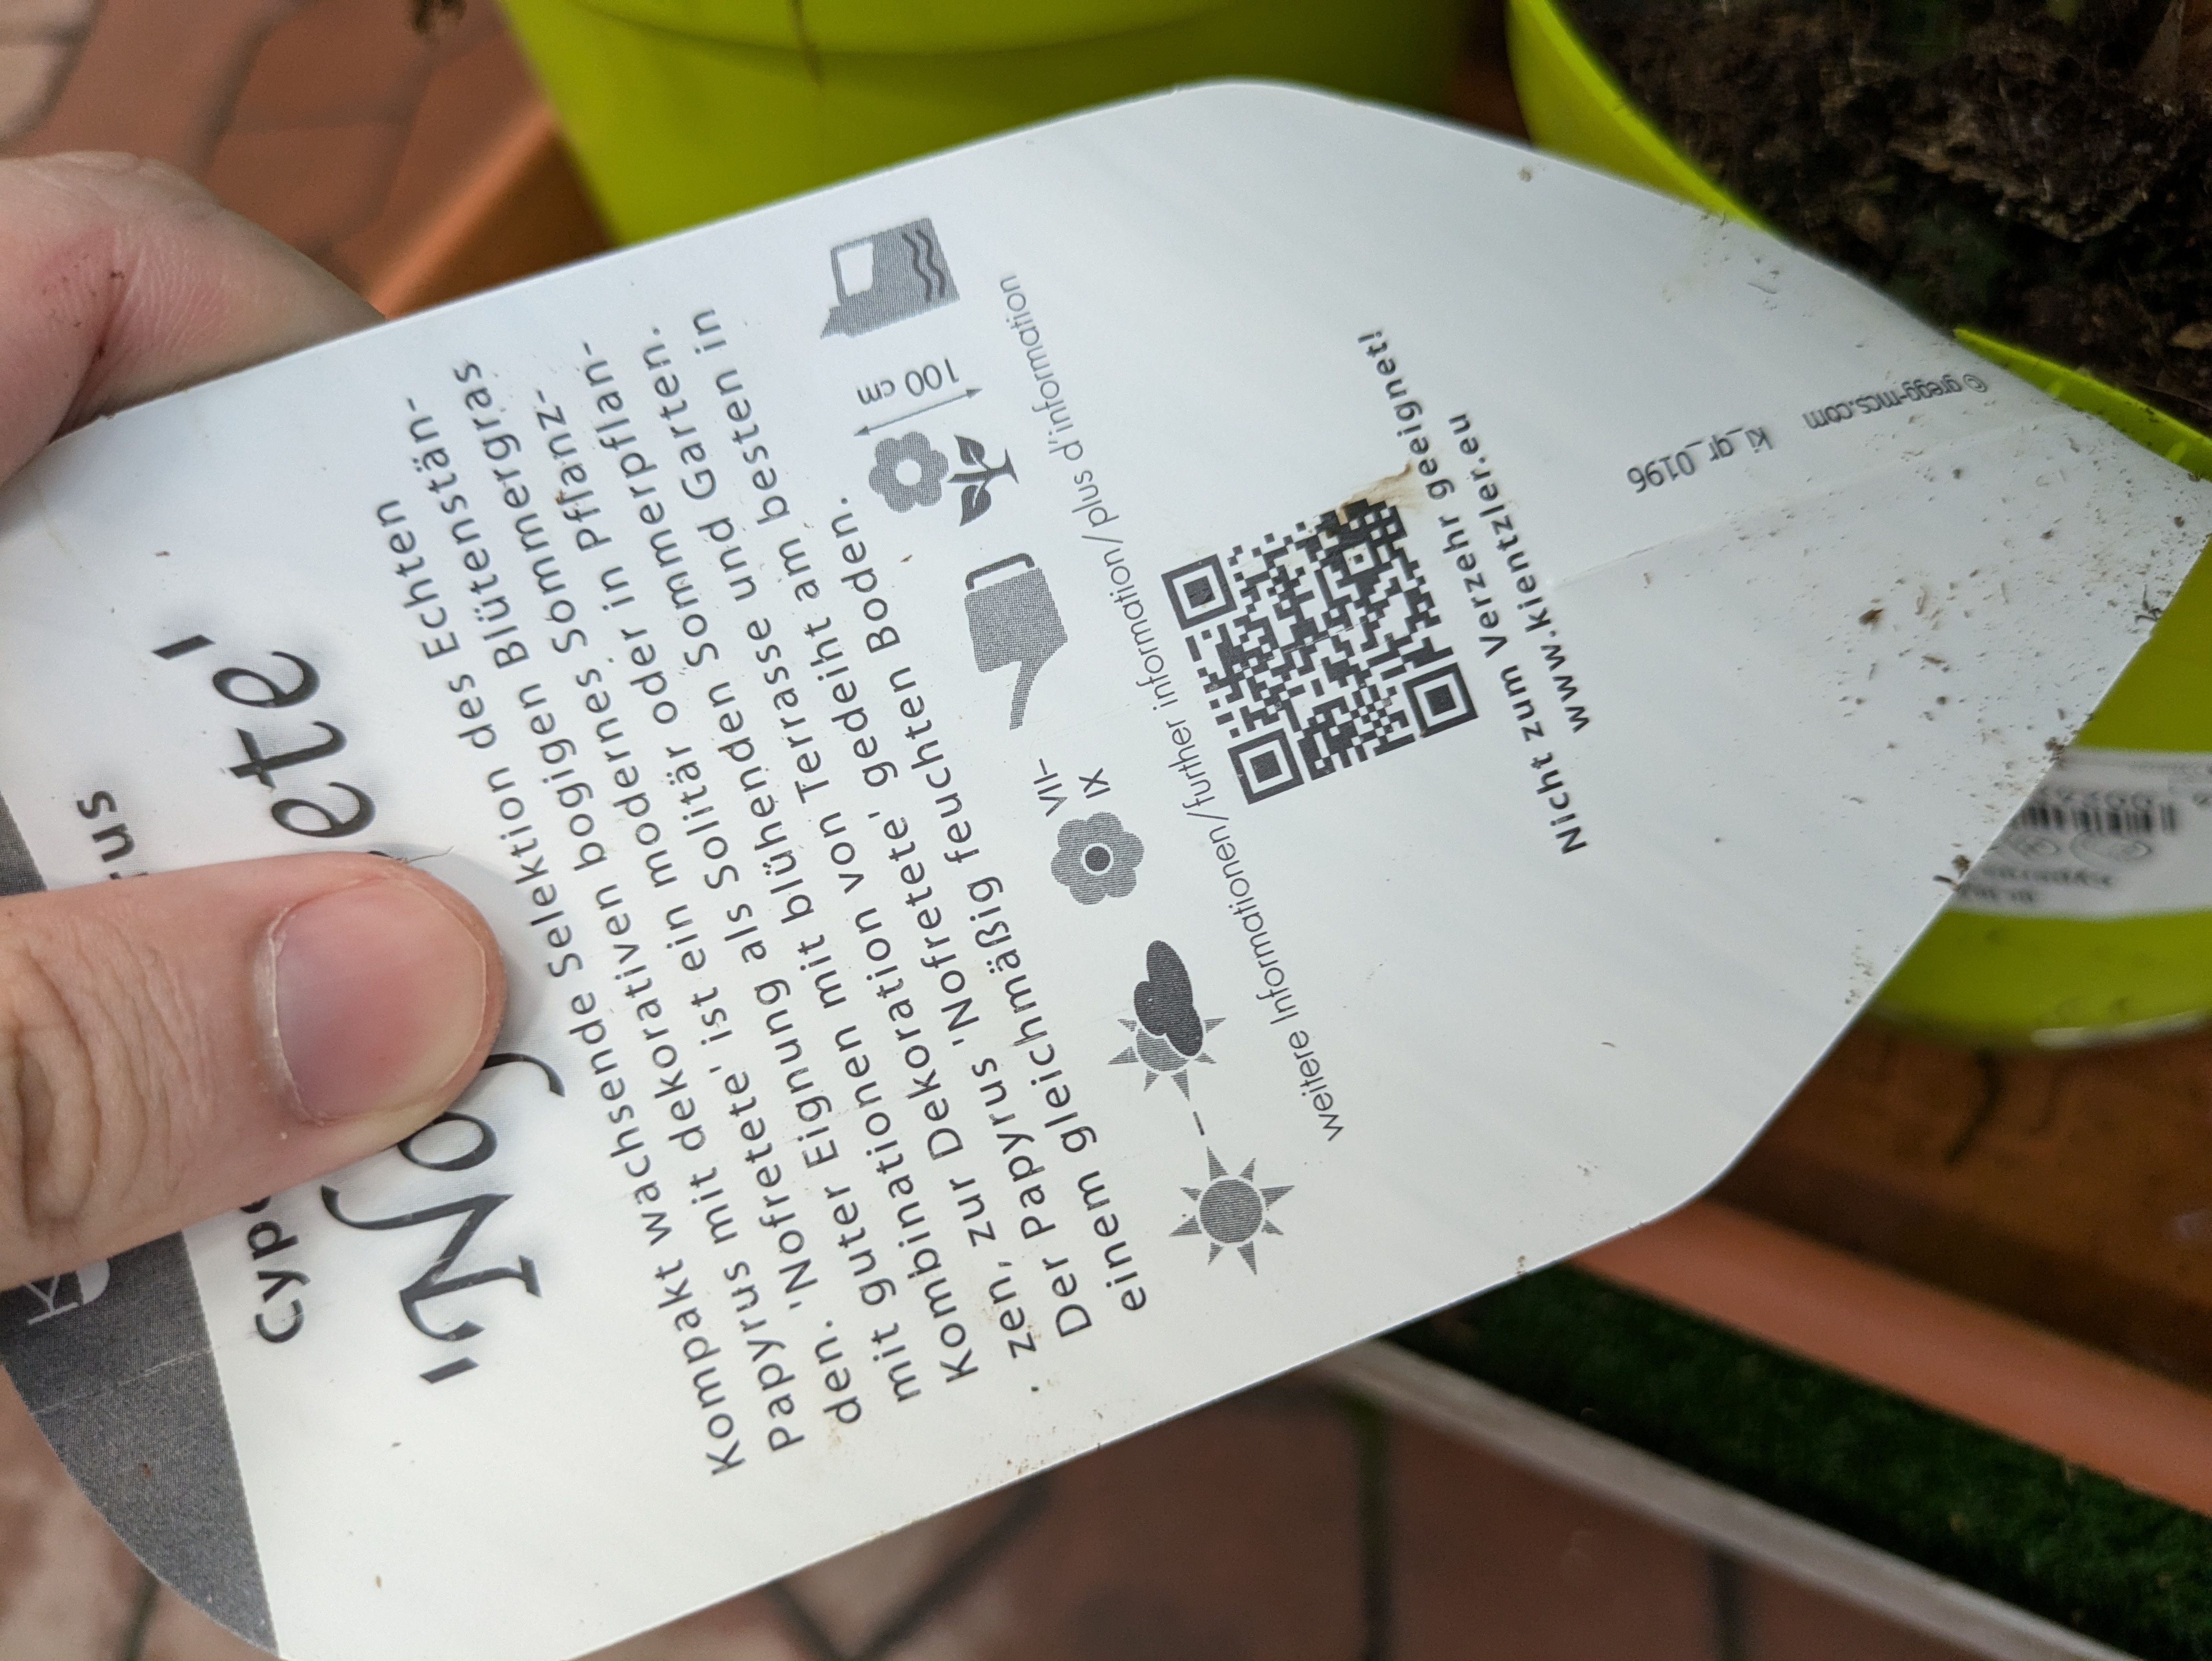 'Nofretete'
Kompakt wachsende Selektion des Echten
Papyrus mit dekorativen bogigen Blütenstän-
den. 'Nofretete' ist ein modernes Sommergras
mit guter Eignung als Solitär oder in Pflanz-
Kombinationen mit blühenden Sommerpflan-
zen, zur Dekoration von Terrasse und Garten.
Der Papyrus 'Nofretete' gedeiht am besten in
einem gleichmäßig feuchten Boden.
VII–
IX
100 cm
weitere Informationen/further information/plus d'information
Nicht zum Verzehr geeignet!
www.kientzler.eu
ki_qr_0196
© gregg-mcs.com